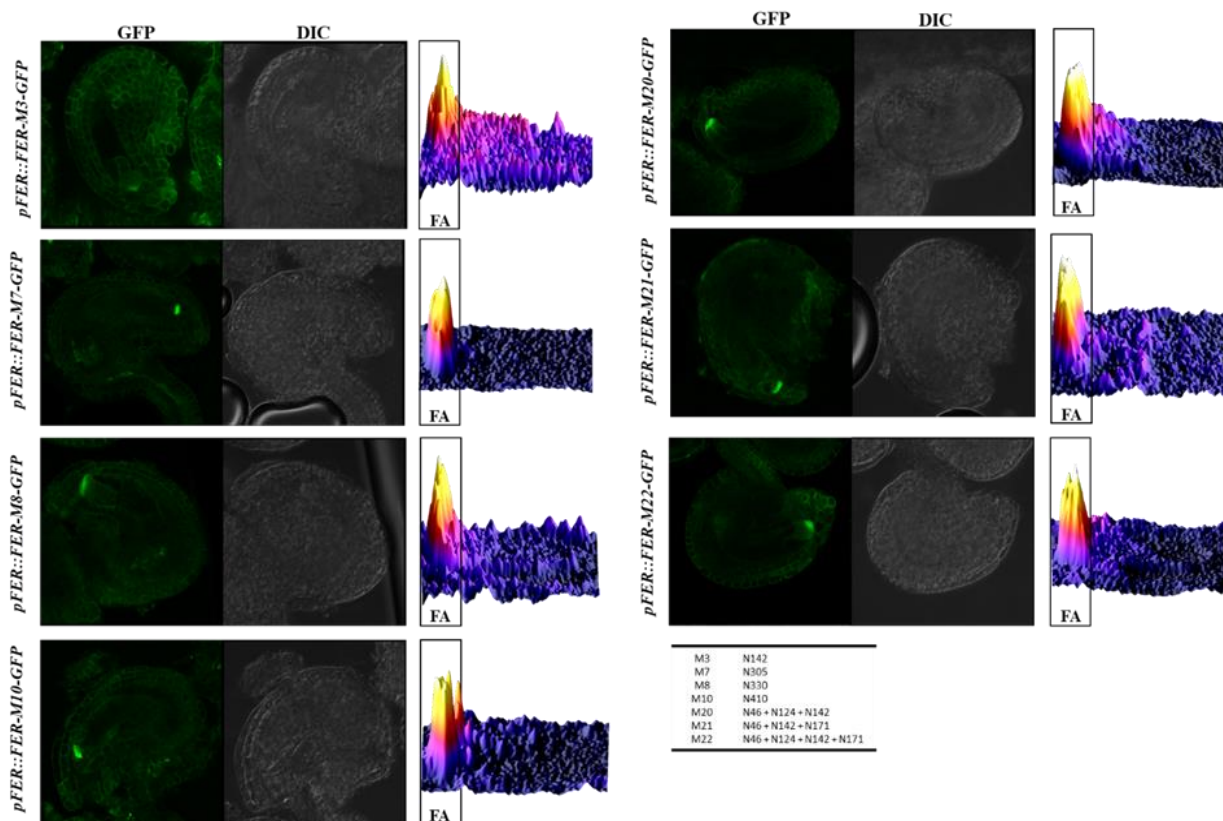 GFP DIC
pFER::FER-M3-GFP
FA
pFER::FER-M7-GFP
FA
pFER::FER-M8-GFP
FA
pFER::FER-M10-GFP
FA
GFP DIC
pFER::FER-M20-GFP
FA
pFER::FER-M21-GFP
FA
pFER::FER-M22-GFP
FA
M3 N142
M7 N305
M8 N330
M10 N410
M20 N46 + N124 + N142
M21 N46 + N142 + N171
M22 N46 + N124 + N142 + N171